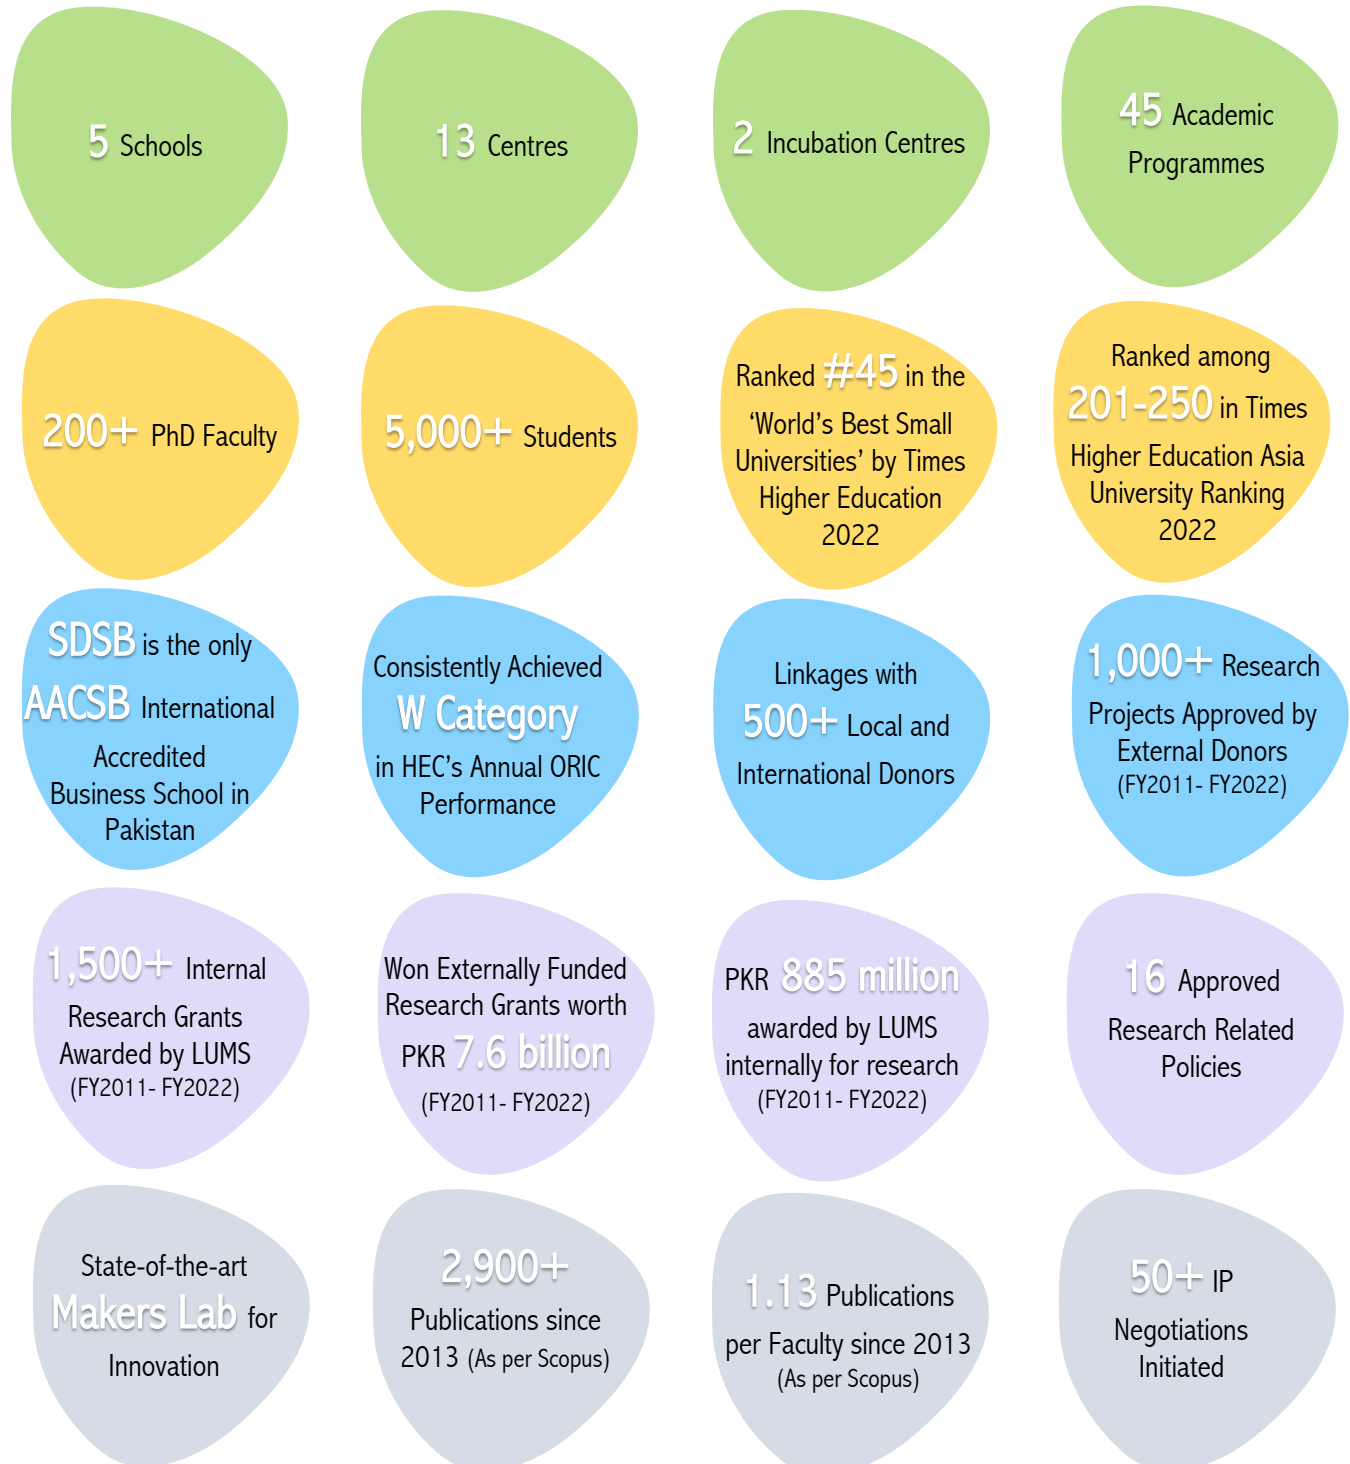 5 Schools
13 Centres
2 Incubation Centres
45 Academic
Programmes
200+ PhD Faculty
5,000+ Students
Ranked #45 in the
‘World’s Best Small
Universities’ by Times
Higher Education
2022
Ranked among
201-250 in Times
Higher Education Asia
University Ranking
2022
SDSB is the only
AACSB International
Accredited
Business School in
Pakistan
Consistently Achieved
W Category
in HEC’s Annual ORIC
Performance
Linkages with
500+ Local and
International Donors
1,000+ Research
Projects Approved by
External Donors
(FY2011- FY2022)
1,500+ Internal
Research Grants
Awarded by LUMS
(FY2011- FY2022)
Won Externally Funded
Research Grants worth
PKR 7.6 billion
(FY2011- FY2022)
PKR 885 million
awarded by LUMS
internally for research
(FY2011- FY2022)
16 Approved
Research Related
Policies
State-of-the-art
Makers Lab for
Innovation
2,900+
Publications since
2013 (As per Scopus)
1.13 Publications
per Faculty since 2013
(As per Scopus)
50+ IP
Negotiations
Initiated